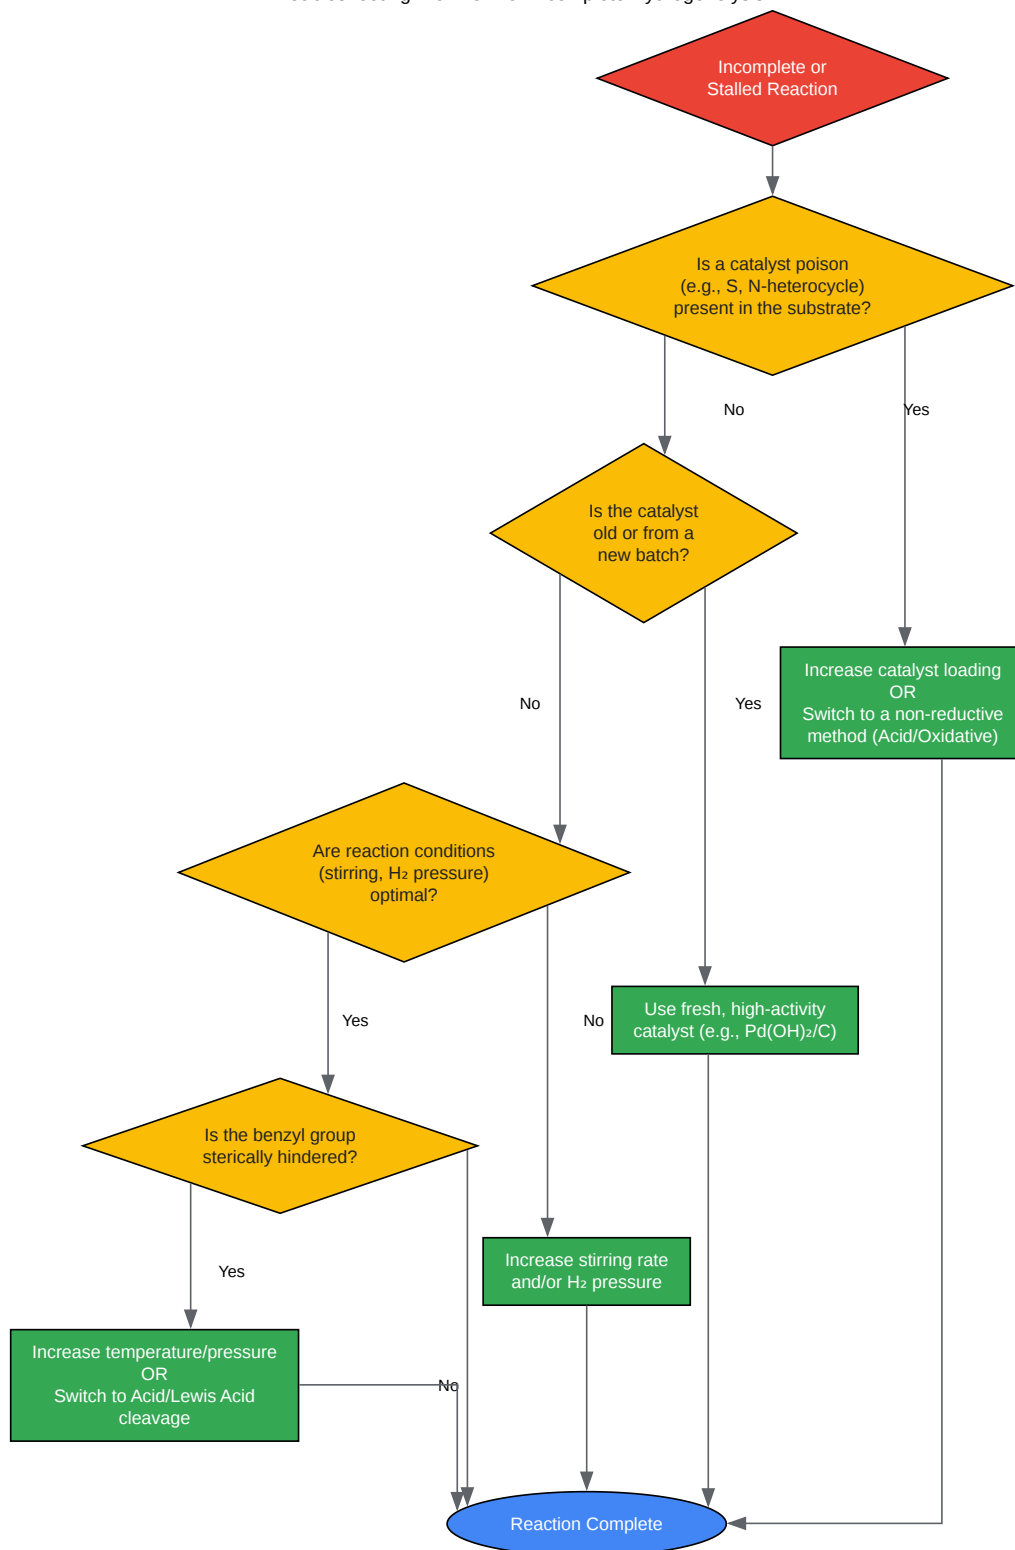 Incomplete or
Stalled Reaction
Is a catalyst poison
(e.g., S, N-heterocycle)
present in the substrate?
No
Yes
Is the catalyst
old or from a
new batch?
No
Yes
Increase catalyst loading
OR
Switch to a non-reductive
method (Acid/Oxidative)
Are reaction conditions
(stirring, H₂ pressure)
optimal?
Yes
No
Use fresh, high-activity
catalyst (e.g., Pd(OH)₂/C)
Is the benzyl group
sterically hindered?
Yes
Increase stirring rate
and/or H₂ pressure
Increase temperature/pressure
OR
Switch to Acid/Lewis Acid
cleavage
No
Reaction Complete